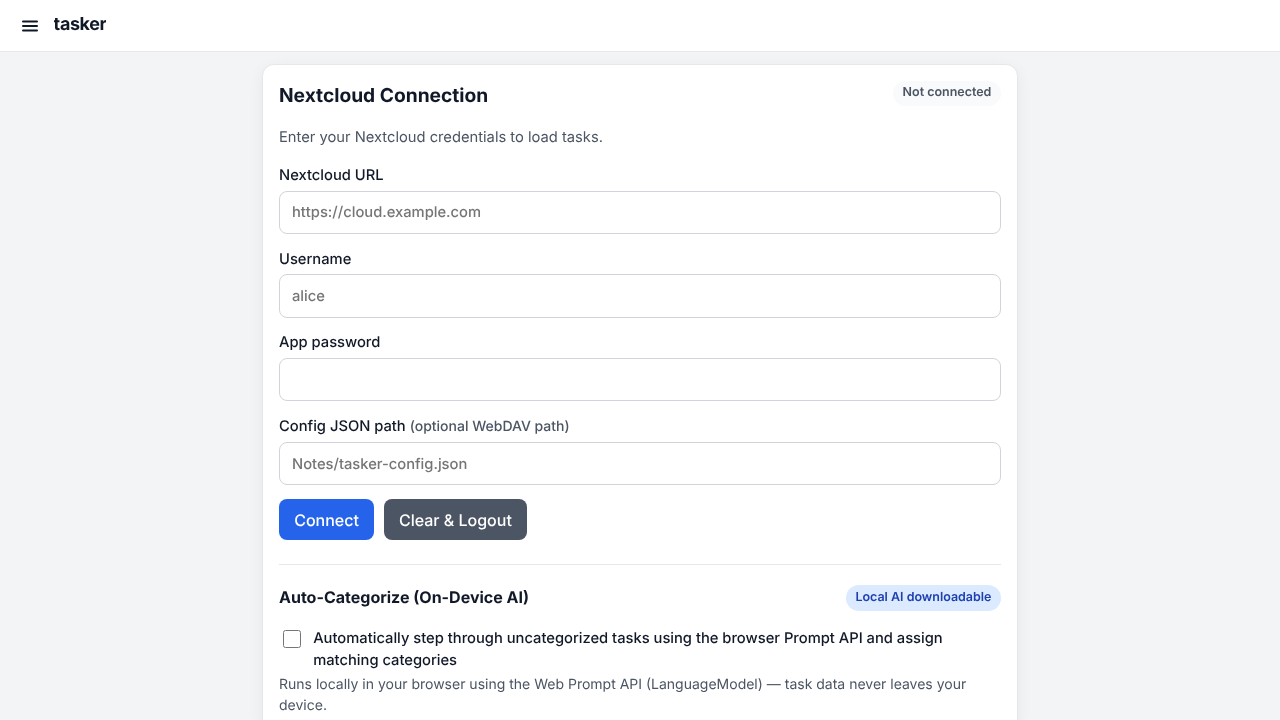 tasker
Nextcloud Connection
Not connected
Enter your Nextcloud credentials to load tasks.
Nextcloud URL
https://cloud.example.com
Username
alice
App password
Config JSON path (optional WebDAV path)
Notes/tasker-config.json
Connect
Clear & Logout
Auto-Categorize (On-Device AI)
Local AI downloadable
Automatically step through uncategorized tasks using the browser Prompt API and assign
matching categories
Runs locally in your browser using the Web Prompt API (LanguageModel) — task data never leaves your
device.